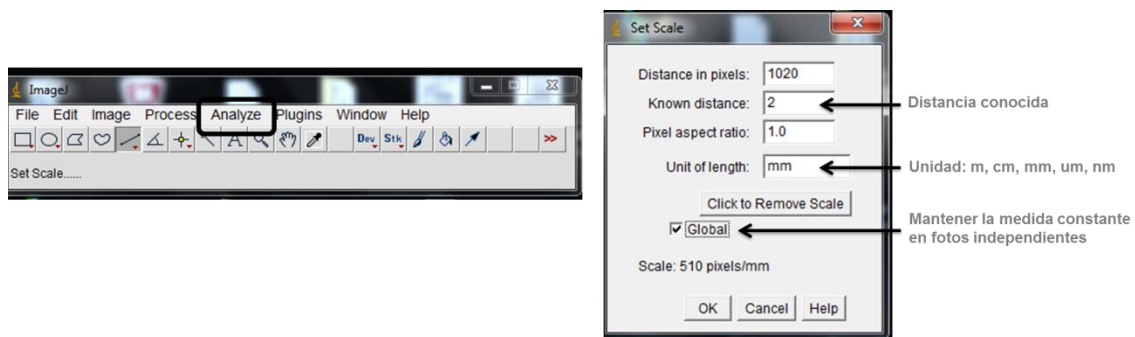 ImageJ
File Edit Image Process Analyze Plugins Window Help
A Dev Stk >>
Set Scale......
Set Scale
Distance in pixels: 1020
Known distance: 2
Pixel aspect ratio: 1.0
Unit of length: mm
Click to Remove Scale
Global
Scale: 510 pixels/mm
OK Cancel Help
Distancia conocida
Unidad: m, cm, mm, um, nm
Mantener la medida constante
en fotos independientes